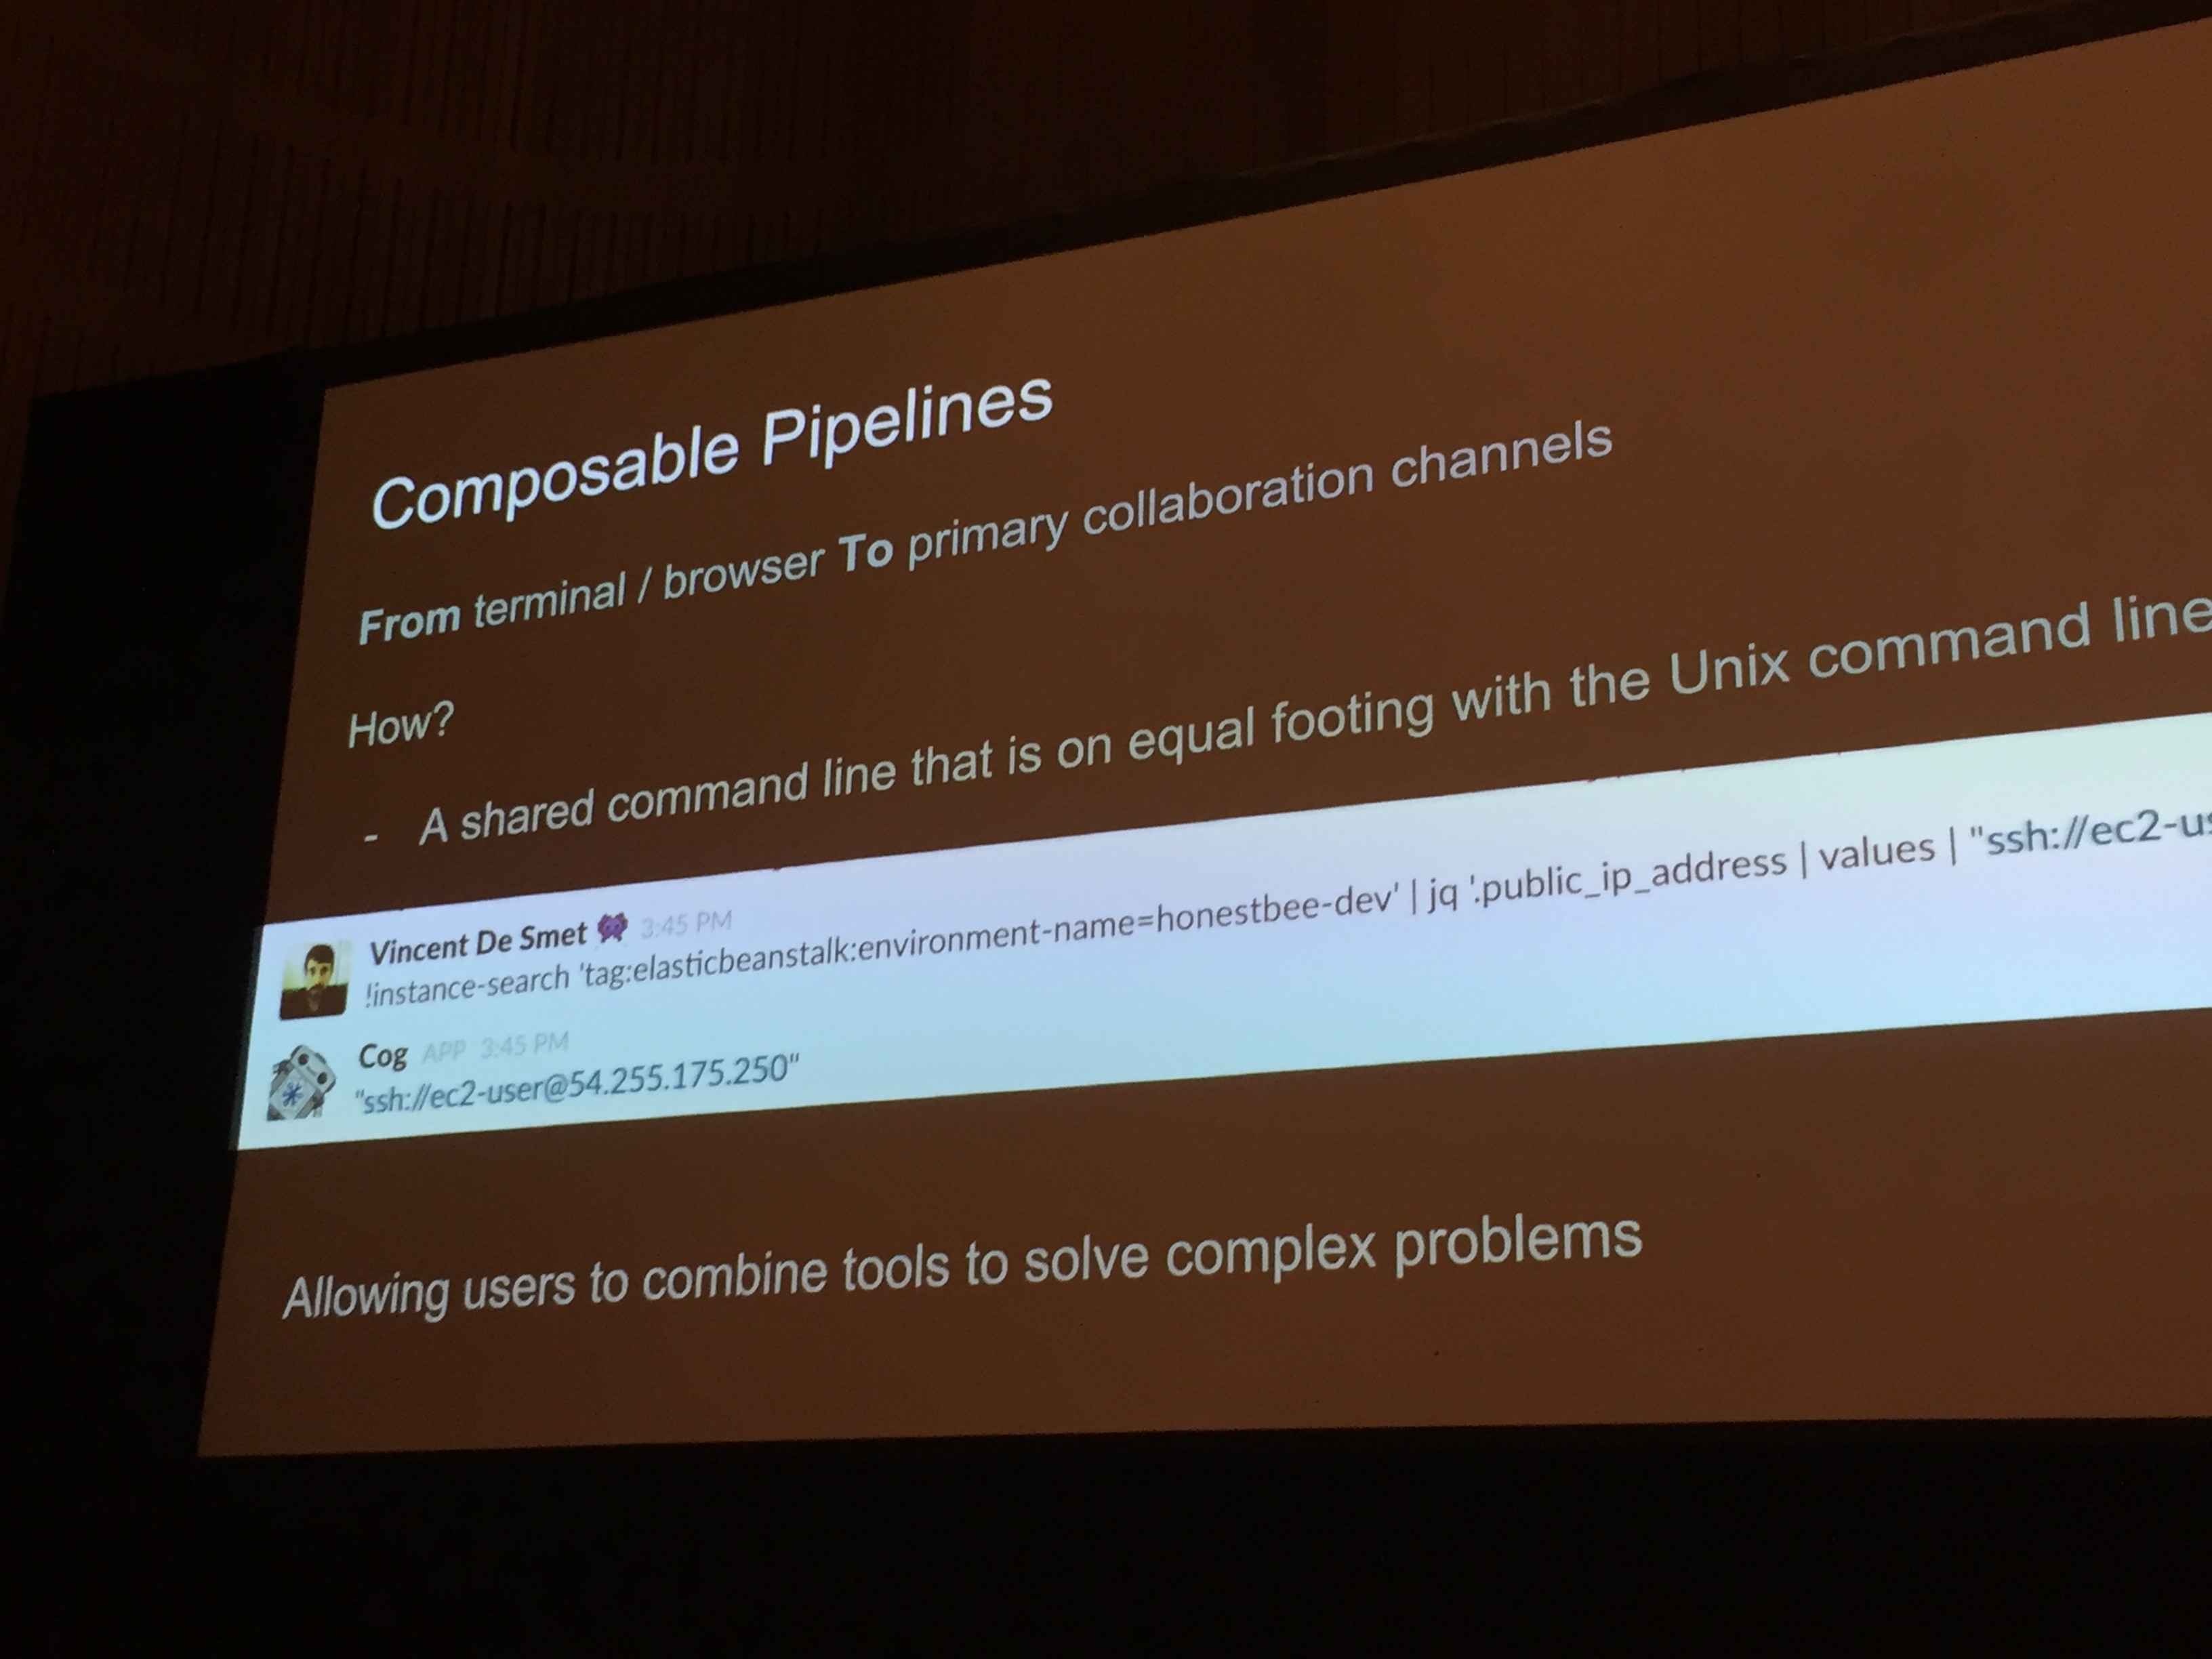 Composable Pipelines
From terminal / browser To primary collaboration channels
How?
- A shared command line that is on equal footing with the Unix command line
Vincent De Smet 3:45 PM
!instance-search 'tag:elasticbeanstalk:environment-name=honestbee-dev' | jq '.public_ip_address | values | "ssh://ec2-us
Cog APP 3:45 PM
"ssh://ec2-user@54.255.175.250"
Allowing users to combine tools to solve complex problems